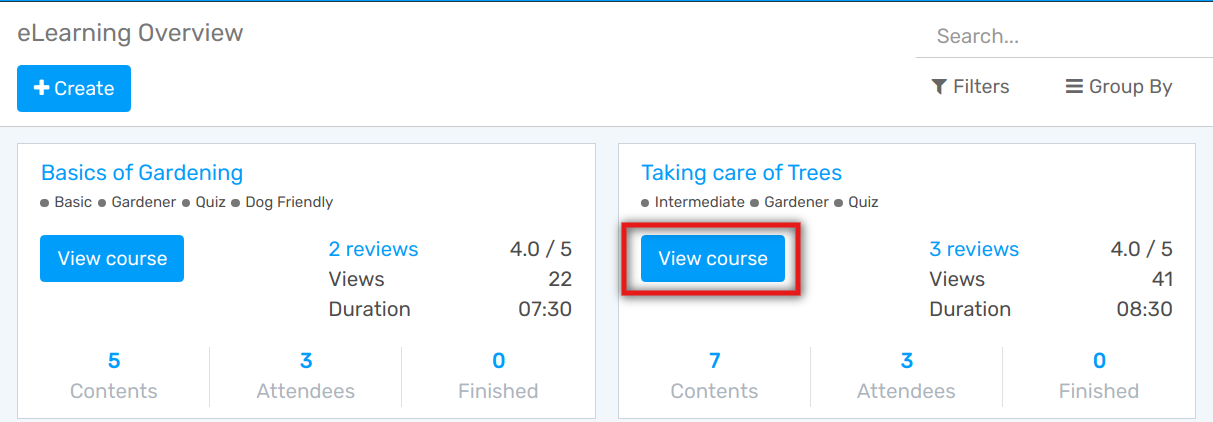 eLearning Overview
Search...
Create
Filters
Group By
Basics of Gardening
Basic Gardener Quiz Dog Friendly
View course
2 reviews 4.0 / 5
Views 22
Duration 07:30
5 3 0
Contents Attendees Finished
Taking care of Trees
Intermediate Gardener Quiz
View course
3 reviews 4.0 / 5
Views 41
Duration 08:30
7 3 0
Contents Attendees Finished